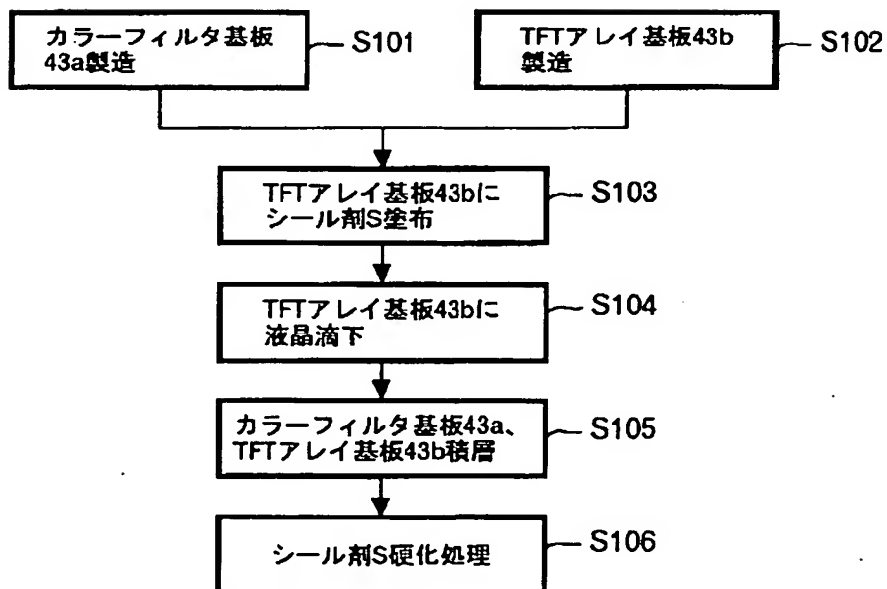 カラーフィルタ基板
43a製造
S101
TFTアレイ基板43b
製造
S102
TFTアレイ基板43bに
シール剤S塗布
S103
TFTアレイ基板43bに
液晶滴下
S104
カラーフィルタ基板43a、
TFTアレイ基板43b積層
S105
シール剤S硬化処理
S106